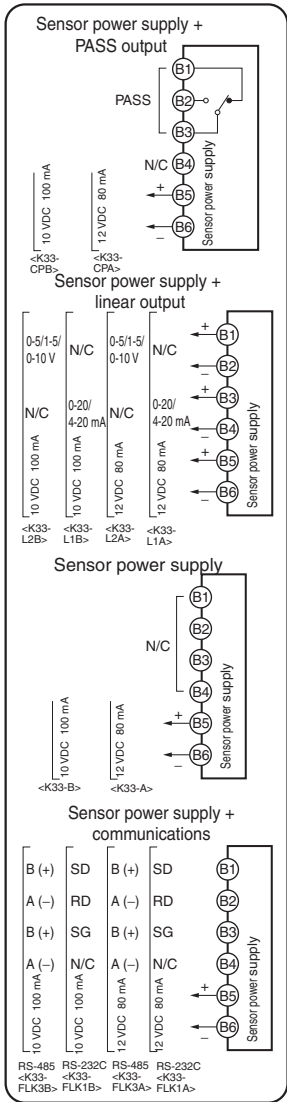 Sensor power supply +
PASS output
B1
PASS
B2
B3
N/C
B4
+
B5
B6
−
Sensor power supply
10 VDC 100 mA
12 VDC 80 mA
<K33-
CPB>
<K33-
CPA>
Sensor power supply +
linear output
0-5/1-5/
0-10 V
N/C
0-5/1-5/
0-10 V
N/C
+
B1
−
B2
N/C
0-20/
4-20 mA
N/C
0-20/
4-20 mA
+
B3
−
B4
10 VDC 100 mA
10 VDC 100 mA
12 VDC 80 mA
12 VDC 80 mA
+
B5
−
B6
Sensor power supply
<K33-
L2B>
<K33-
L1B>
<K33-
L2A>
<K33-
L1A>
Sensor power supply
B1
B2
N/C
B3
B4
+
B5
−
B6
Sensor power supply
10 VDC 100 mA
12 VDC 80 mA
<K33-B>
<K33-A>
Sensor power supply +
communications
B (+)
SD
B (+)
SD
B1
A (−)
RD
A (−)
RD
B2
B (+)
SG
B (+)
SG
B3
A (−)
N/C
A (−)
N/C
B4
10 VDC 100 mA
10 VDC 100 mA
12 VDC 80 mA
12 VDC 80 mA
+
B5
−
B6
Sensor power supply
RS-485
<K33-
FLK3B>
RS-232C
<K33-
FLK1B>
RS-485
<K33-
FLK3A>
RS-232C
<K33-
FLK1A>